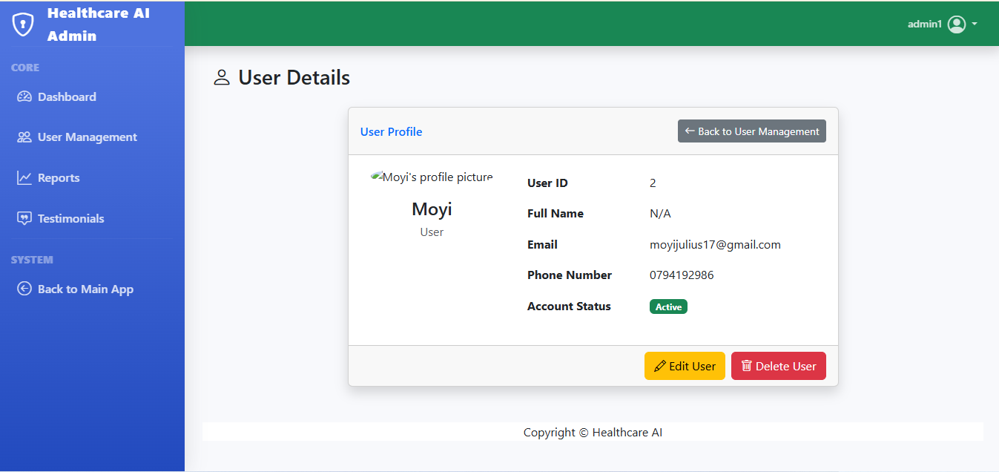 Healthcare AI
Admin
admin1
CORE
Dashboard
User Management
Reports
Testimonials
SYSTEM
Back to Main App
User Details
User Profile
← Back to User Management
Moyi's profile picture
Moyi
User
User ID 2
Full Name N/A
Email moyijulius17@gmail.com
Phone Number 0794192986
Account Status Active
Edit User Delete User
Copyright © Healthcare AI